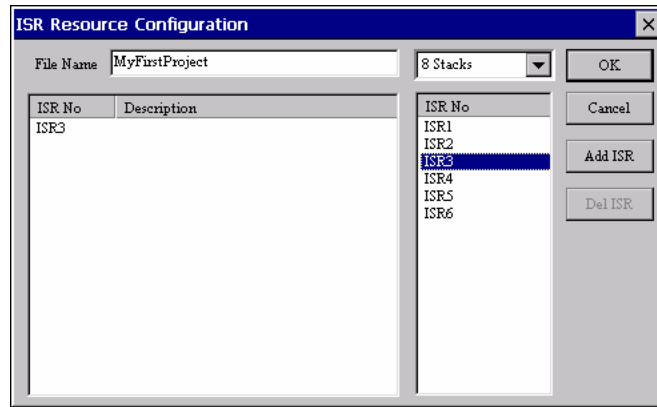 ISR Resource Configuration
File Name MyFirstProject 8 Stacks OK
ISR No Description ISR No Cancel
ISR3 ISR1
ISR2
ISR3 Add ISR
ISR4
ISR5 Del ISR
ISR6